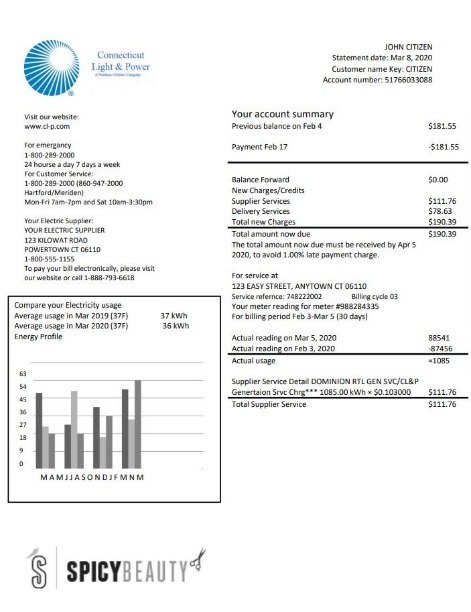 Connecticut
Light & Power
JOHN CITIZEN
Statement date: Mar 8, 2020
Customer name Key: CITIZEN
Account number: 51766033088
Visit our website:
www.cl-p.com
For emergancy
1-800-289-2000
24 hourse a day 7 days a week
For Customer Service:
1-800-289-2000 (860-947-2000
Hartford/Meriden)
Mon-Fri 7am-7pm and Sat 10am-3:30pm
Your Electric Supplier:
YOUR ELECTRIC SUPPLIER
123 KILOWAT ROAD
POWERTOWN CT 06110
1-800-555-1155
To pay your bill electronically, please visit
our website or call 1-888-793-6618
Compare your Electricity usage
Average usage in Mar 2019 (37F) 37 kWh
Average usage in Mar 2020 (37F) 36 kWh
Energy Profile
63
54
45
36
27
18
9
0
M A M J J A S O N D J F M N M
Your account summary
Previous balance on Feb 4 $181.55
Payment Feb 17 -$181.55
Balance Forward $0.00
New Charges/Credits
Supplier Services $111.76
Delivery Services $78.63
Total new Charges $190.39
Total amount now due $190.39
The total amount now due must be received by Apr 5
2020, to avoid 1.00% late payment charge.
For service at
123 EASY STREET, ANYTOWN CT 06110
Service refernce: 748222002 Billing cycle 03
Your meter reading for meter #988284335
For billing period Feb 3-Mar 5 (30 days)
Actual reading on Mar 5, 2020 88541
Actual reading on Feb 3, 2020 -87456
Actual usage =1085
Supplier Service Detail DOMINION RTL GEN SVC/CL&P
Genertaion Srvc Chrg*** 1085.00 kWh × $0.103000 $111.76
Total Supplier Service $111.76
S SPICYBEAUTY